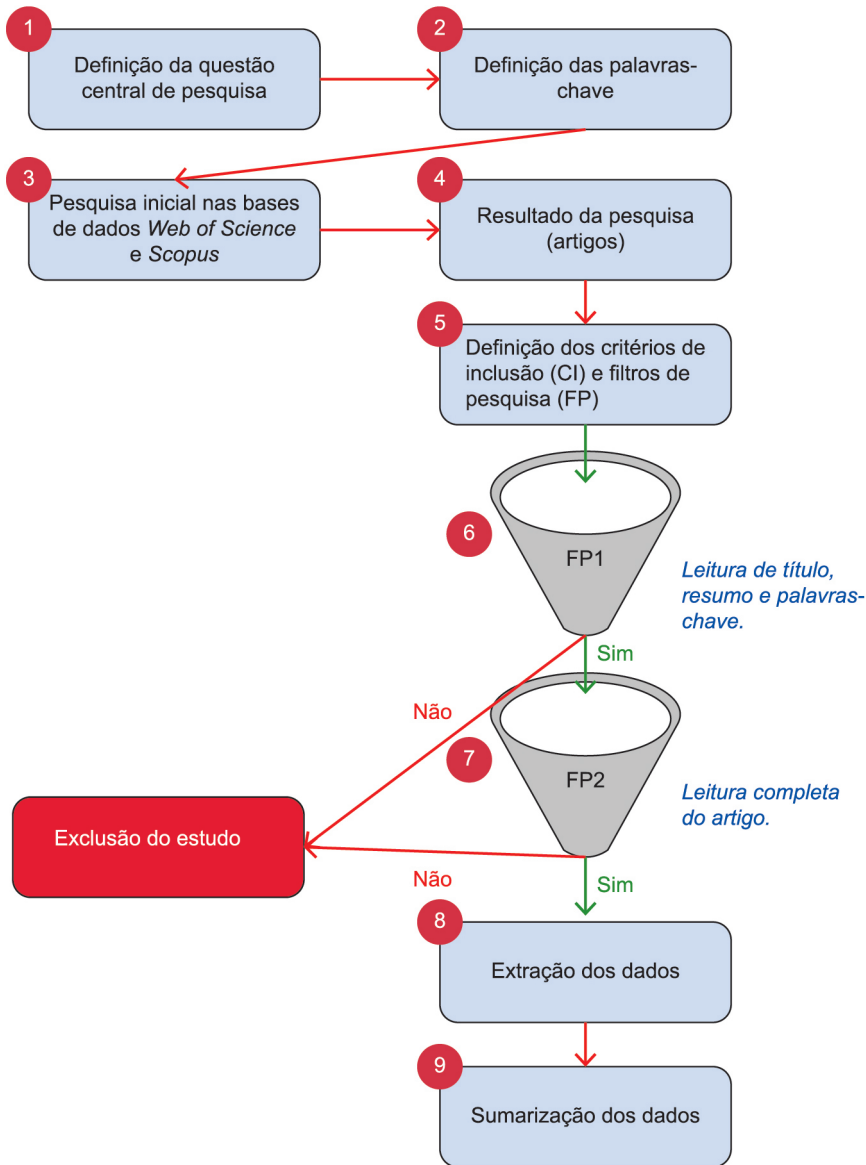 1
Definição da questão
central de pesquisa
2
Definição das palavras-
chave
3
Pesquisa inicial nas bases
de dados Web of Science
e Scopus
4
Resultado da pesquisa
(artigos)
5
Definição dos critérios de
inclusão (CI) e filtros de
pesquisa (FP)
6
FP1
Leitura de título,
resumo e palavras-
chave.
Sim
Não
7
FP2
Leitura completa
do artigo.
Exclusão do estudo
Não
Sim
8
Extração dos dados
9
Sumarização dos dados